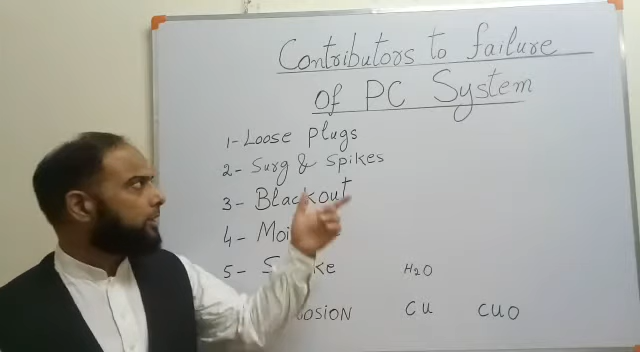 Contributors to failure
of PC System
1- Loose plugs
2- Surg & Spikes
3- Blackout
4- Moi
5- S ke H2O
OSION CU CUO